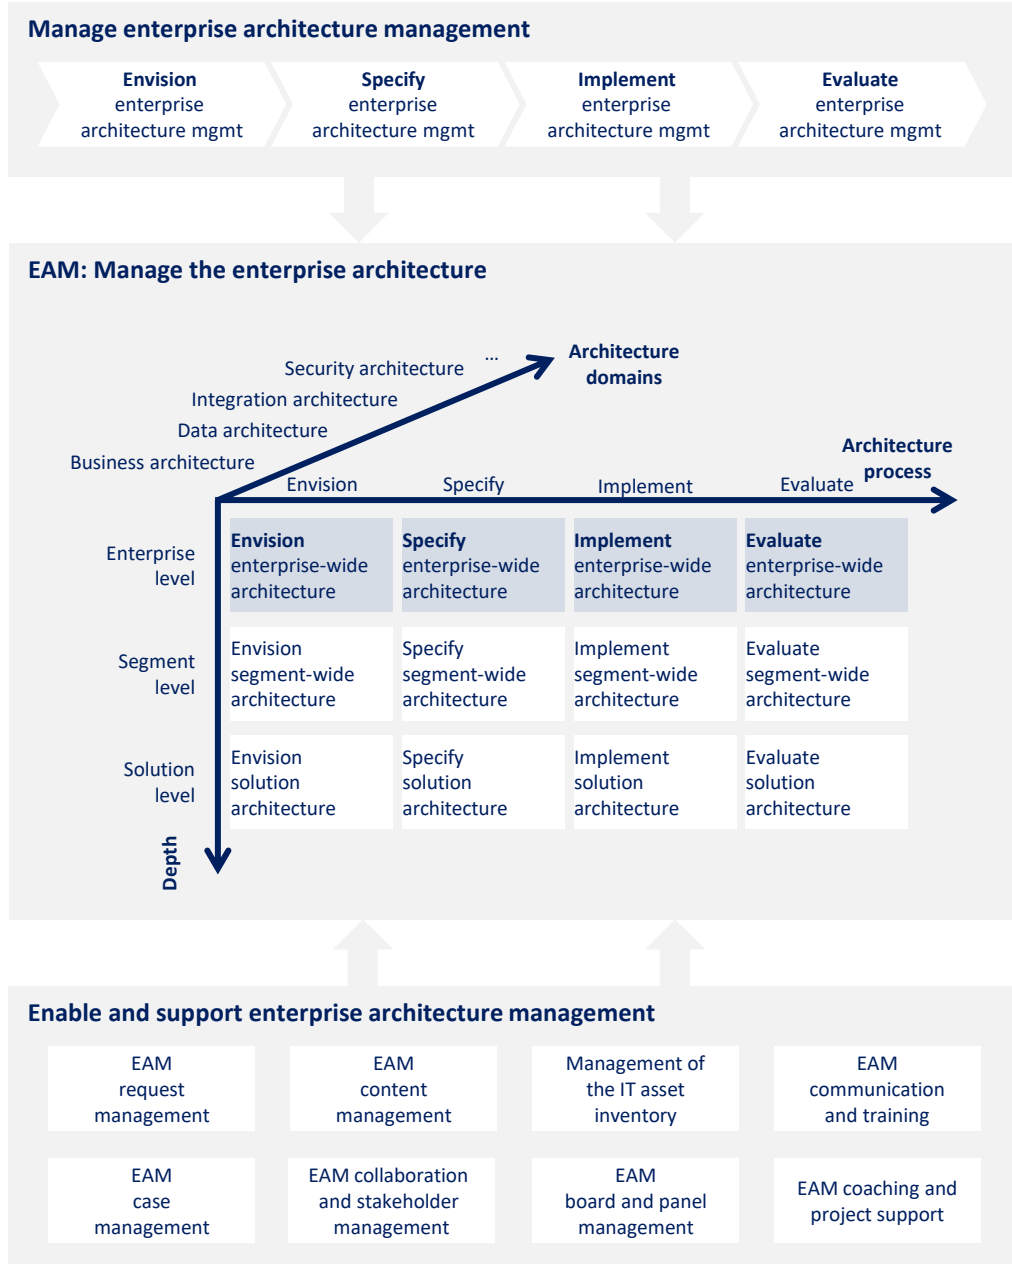 Manage enterprise architecture management
Envision
enterprise
architecture mgmt
Specify
enterprise
architecture mgmt
Implement
enterprise
architecture mgmt
Evaluate
enterprise
architecture mgmt
EAM: Manage the enterprise architecture
Architecture
domains
...
Security architecture
Integration architecture
Data architecture
Business architecture
Architecture
process
Envision
Specify
Implement
Evaluate
Enterprise
level
Envision
enterprise-wide
architecture
Specify
enterprise-wide
architecture
Implement
enterprise-wide
architecture
Evaluate
enterprise-wide
architecture
Segment
level
Envision
segment-wide
architecture
Specify
segment-wide
architecture
Implement
segment-wide
architecture
Evaluate
segment-wide
architecture
Solution
level
Envision
solution
architecture
Specify
solution
architecture
Implement
solution
architecture
Evaluate
solution
architecture
Depth
Enable and support enterprise architecture management
EAM
request
management
EAM
content
management
Management of
the IT asset
inventory
EAM
communication
and training
EAM
case
management
EAM collaboration
and stakeholder
management
EAM
board and panel
management
EAM coaching and
project support